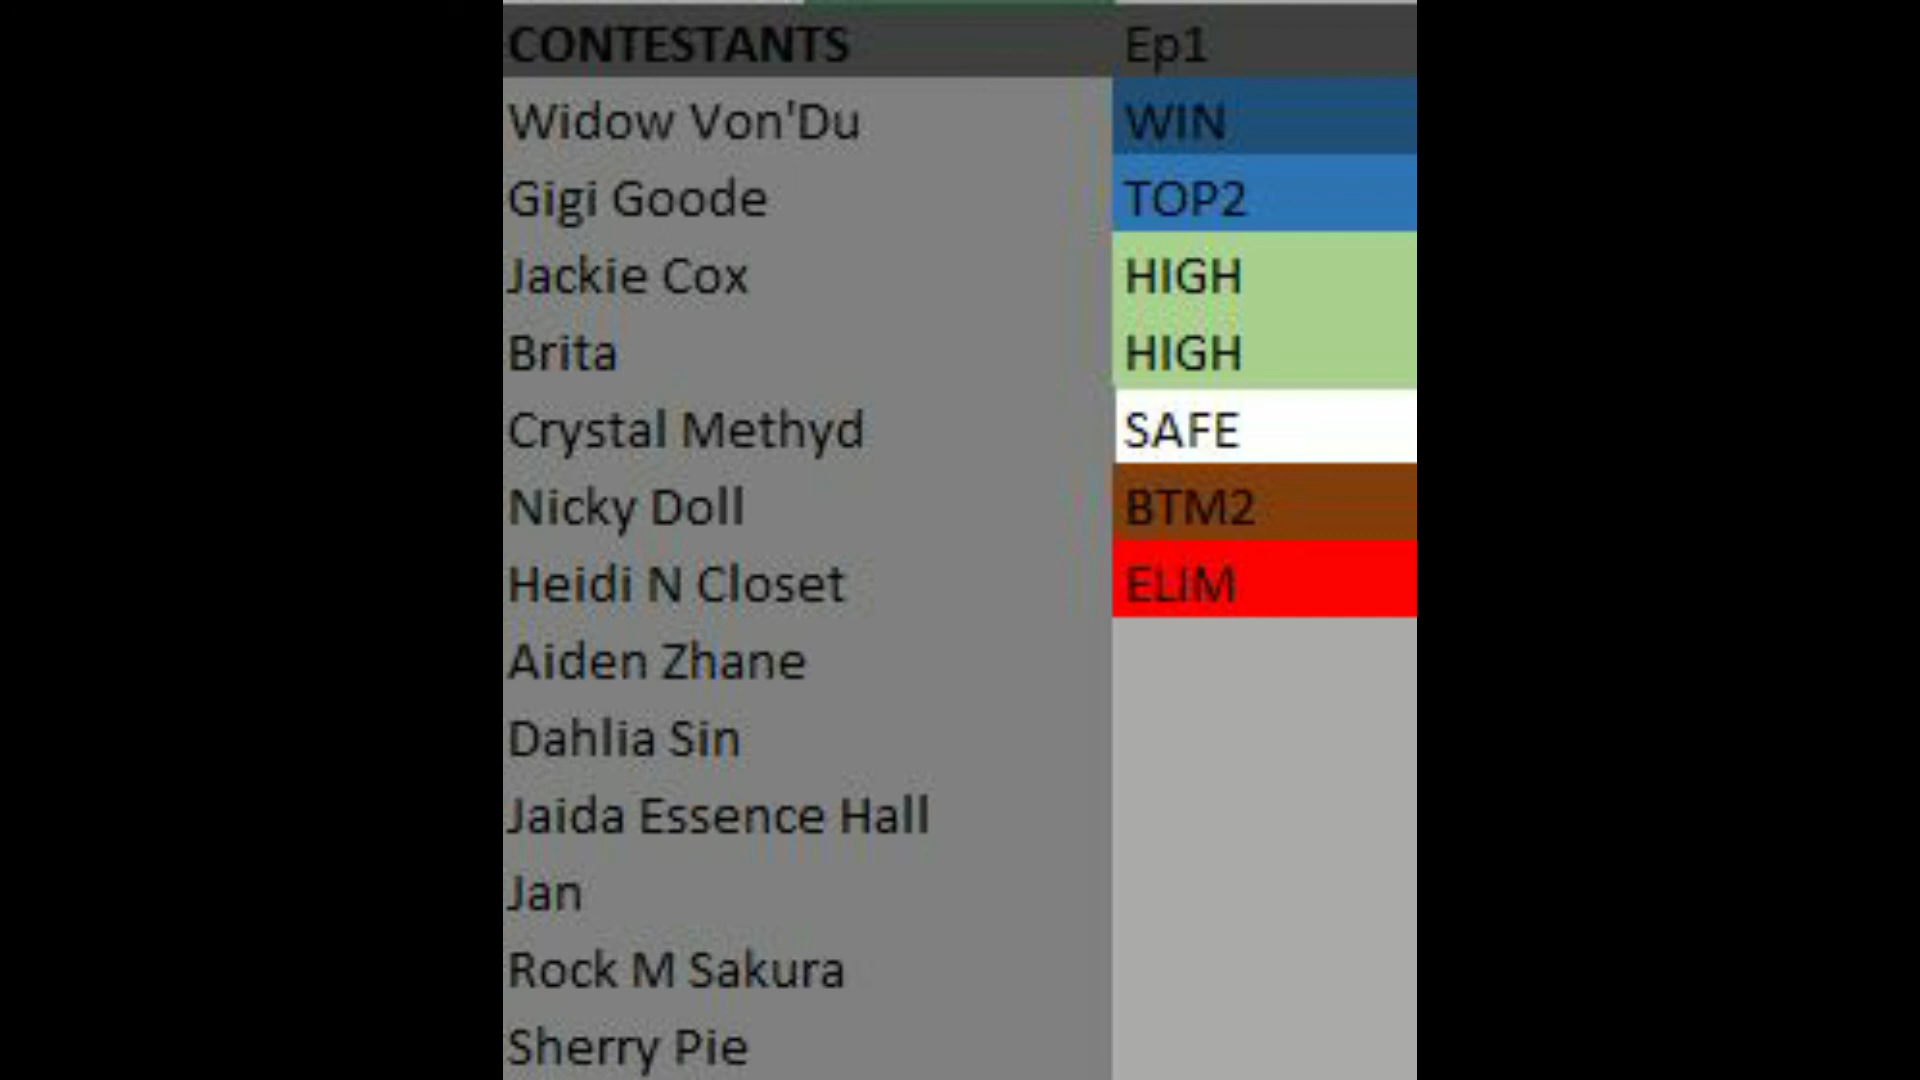 CONTESTANTS Ep1
Widow Von'Du WIN
Gigi Goode TOP2
Jackie Cox HIGH
Brita HIGH
Crystal Methyd SAFE
Nicky Doll BTM2
Heidi N Closet ELIM
Aiden Zhane
Dahlia Sin
Jaida Essence Hall
Jan
Rock M Sakura
Sherry Pie